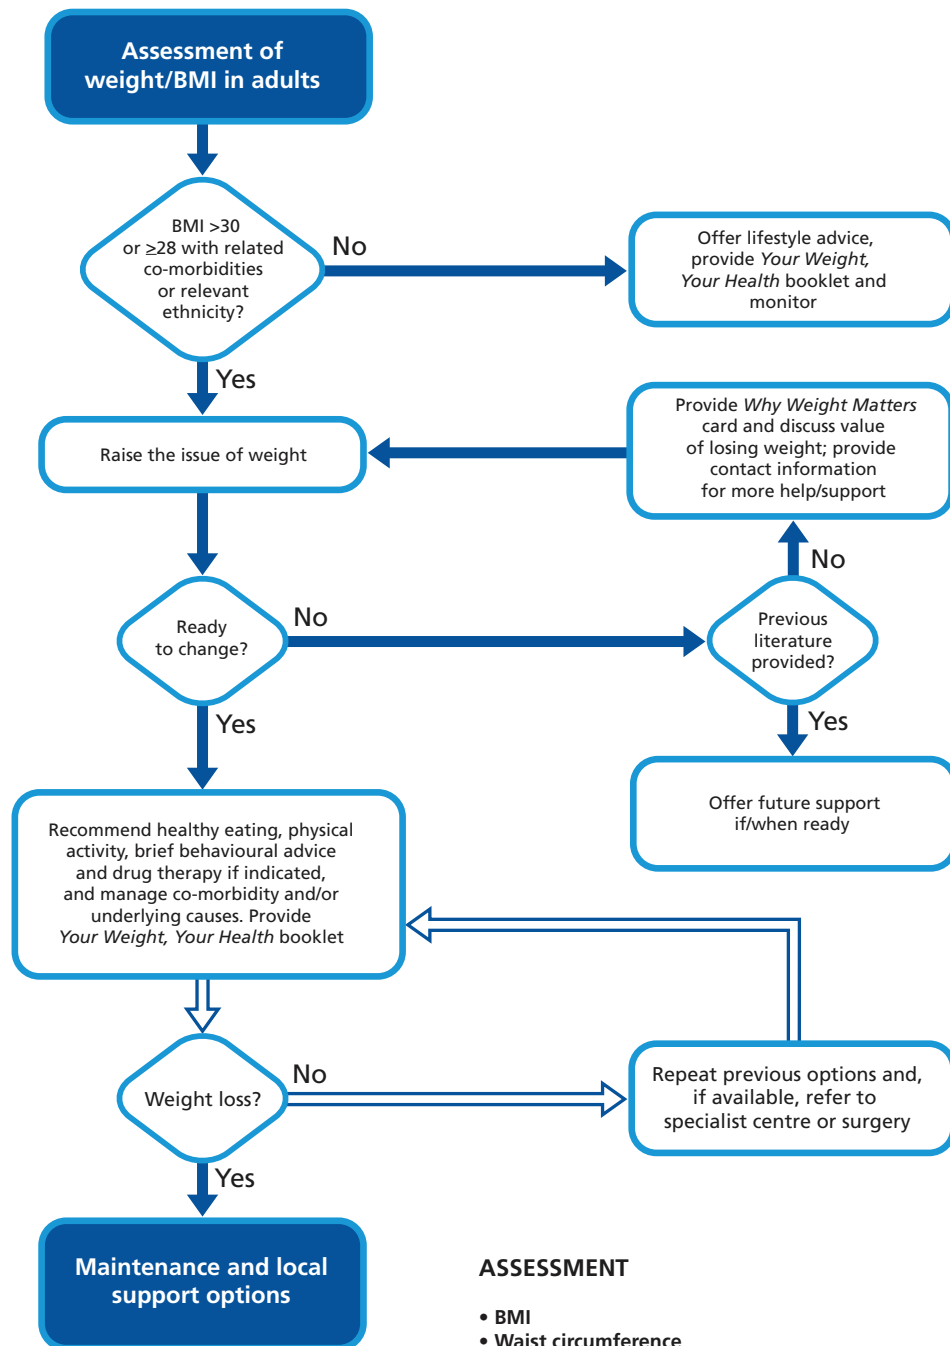 Assessment of
weight/BMI in adults
BMI >30
or ≥28 with related
co-morbidities
or relevant
ethnicity?
No
Offer lifestyle advice,
provide Your Weight,
Your Health booklet and
monitor
Yes
Raise the issue of weight
Provide Why Weight Matters
card and discuss value
of losing weight; provide
contact information
for more help/support
No
Ready
to change?
No
Previous
literature
provided?
Yes
Yes
Offer future support
if/when ready
Recommend healthy eating, physical
activity, brief behavioural advice
and drug therapy if indicated,
and manage co-morbidity and/or
underlying causes. Provide
Your Weight, Your Health booklet
Weight loss?
No
Repeat previous options and,
if available, refer to
specialist centre or surgery
Yes
Maintenance and local
support options
ASSESSMENT
• BMI
• Waist circumference